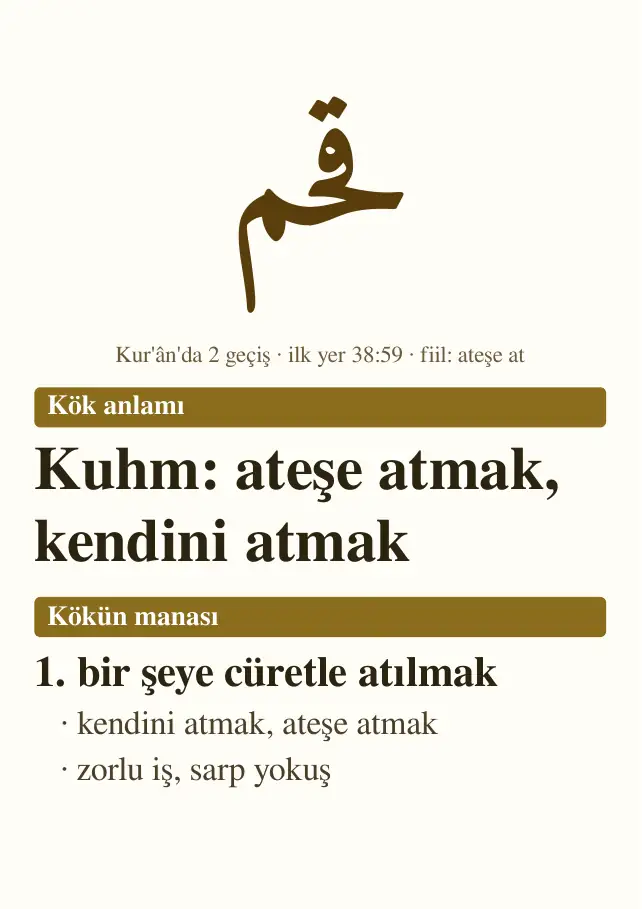 قحم
Kur'ân'da 2 geçiş · ilk yer 38:59 · fiil: ateşe at
Kök anlamı
Kuhm: ateşe atmak,
kendini atmak
Kökün manası
1. bir şeye cüretle atılmak
· kendini atmak, ateşe atmak
· zorlu iş, sarp yokuş